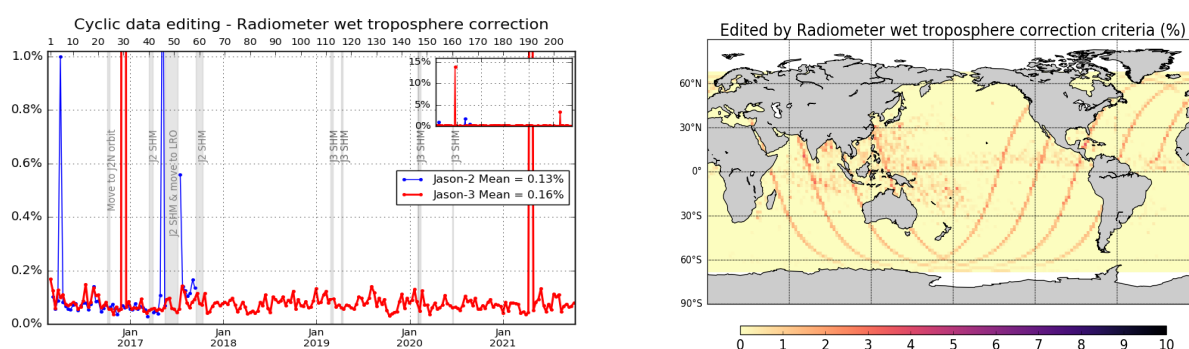 Cyclic data editing - Radiometer wet troposphere correction
1 10 20 30 40 50 60 70 80 90 100 110 120 130 140 150 160 170 180 190 200
1.0%
0.8%
0.6%
0.4%
0.2%
0.0%
Move to J2N orbit
J2 SHM
J2 SHM & move to LRO
J2 SHM
J3 SHM
J3 SHM
J3 SHM
J3 SHM
15%
10%
5%
0%
Jason-2 Mean = 0.13%
Jason-3 Mean = 0.16%
Jan 2017
Jan 2018
Jan 2019
Jan 2020
Jan 2021
Edited by Radiometer wet troposphere correction criteria (%)
60°N
30°N
0°
30°S
60°S
90°S
0 1 2 3 4 5 6 7 8 9 10